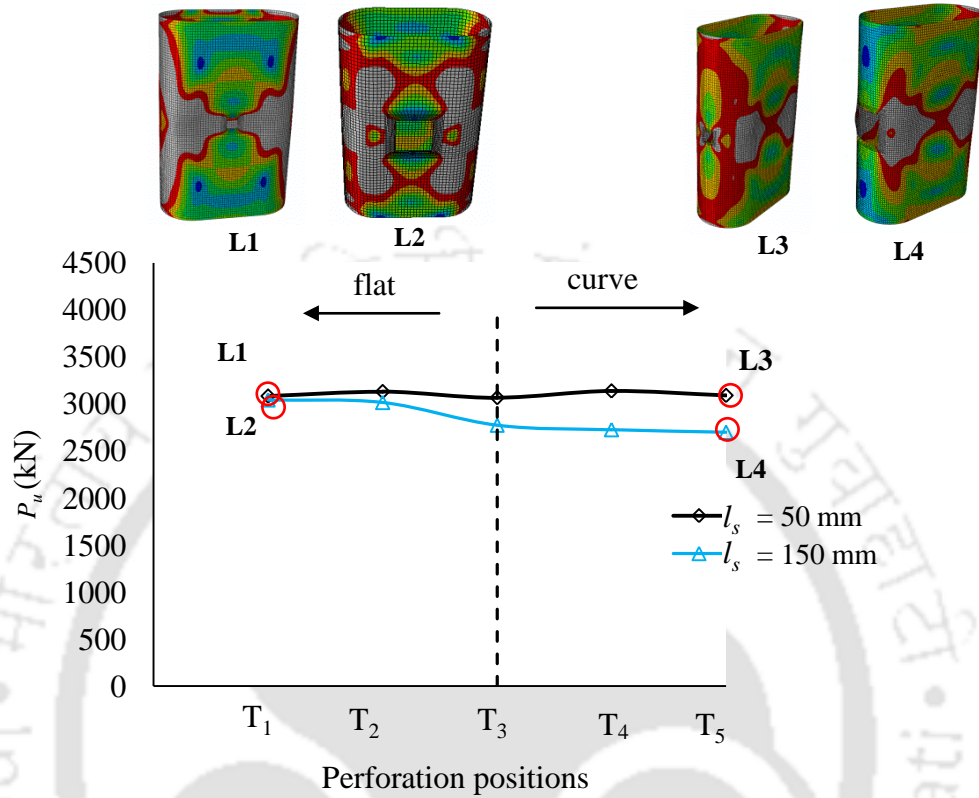 L1
L2
L3
L4
4500
4000
3500
3000
2500
2000
1500
1000
500
0
P_u (kN)
flat
curve
L1
L2
L3
L4
l_s = 50 mm
l_s = 150 mm
T₁
T₂
T₃
T₄
T₅
Perforation positions